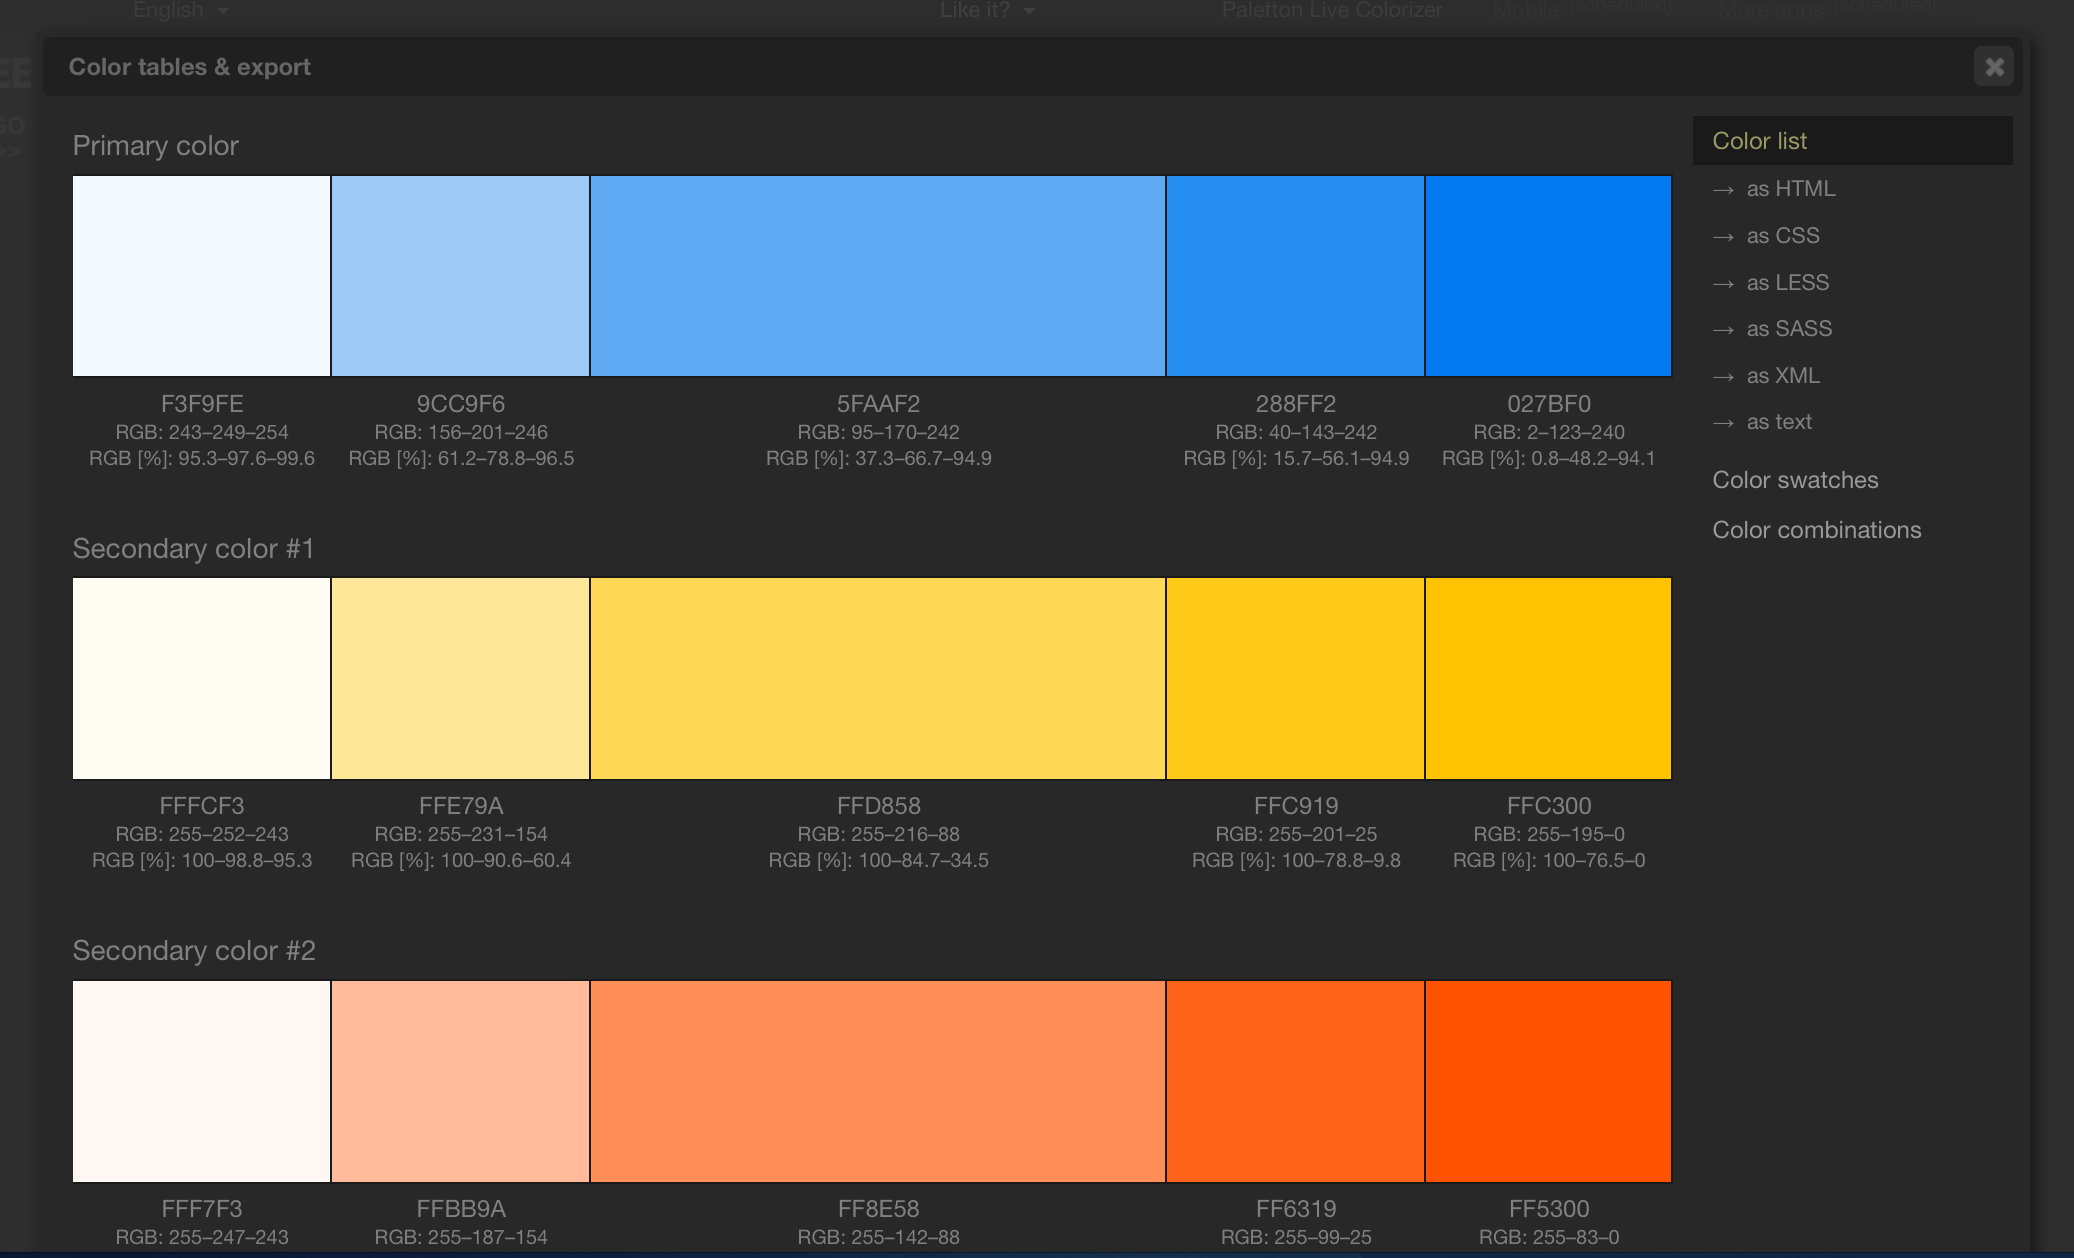 English
Like it?
Paletton Live Colorizer
Mobile [scheduled]
More apps [scheduled]
EE
GO
>>
Color tables & export
Primary color
F3F9FE
RGB: 243–249–254
RGB [%]: 95.3–97.6–99.6
9CC9F6
RGB: 156–201–246
RGB [%]: 61.2–78.8–96.5
5FAAF2
RGB: 95–170–242
RGB [%]: 37.3–66.7–94.9
288FF2
RGB: 40–143–242
RGB [%]: 15.7–56.1–94.9
027BF0
RGB: 2–123–240
RGB [%]: 0.8–48.2–94.1
Secondary color #1
FFFCF3
RGB: 255–252–243
RGB [%]: 100–98.8–95.3
FFE79A
RGB: 255–231–154
RGB [%]: 100–90.6–60.4
FFD858
RGB: 255–216–88
RGB [%]: 100–84.7–34.5
FFC919
RGB: 255–201–25
RGB [%]: 100–78.8–9.8
FFC300
RGB: 255–195–0
RGB [%]: 100–76.5–0
Secondary color #2
FFF7F3
RGB: 255–247–243
FFBB9A
RGB: 255–187–154
FF8E58
RGB: 255–142–88
FF6319
RGB: 255–99–25
FF5300
RGB: 255–83–0
Color list
→ as HTML
→ as CSS
→ as LESS
→ as SASS
→ as XML
→ as text
Color swatches
Color combinations